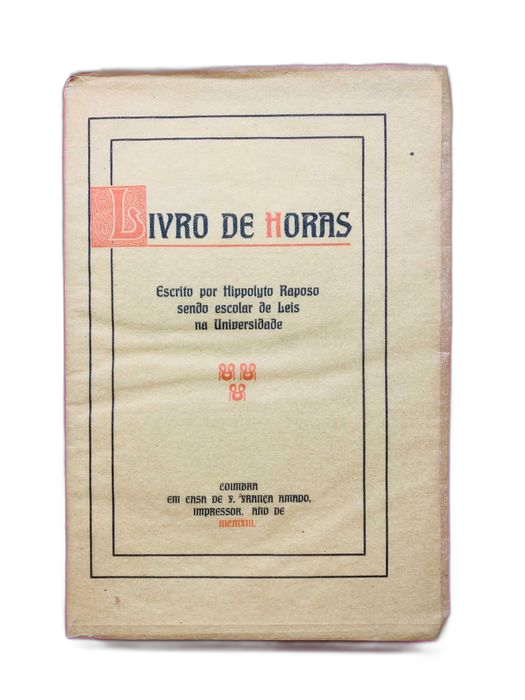 LIVRO DE HORAS
Escrito por Hippolyto Raposo
sendo escolar de Leis
na Universidade
COIMBRA
EM CASA DE F. FRANÇA AMADO,
IMPRESSOR. ANO DE
MCMXIII.